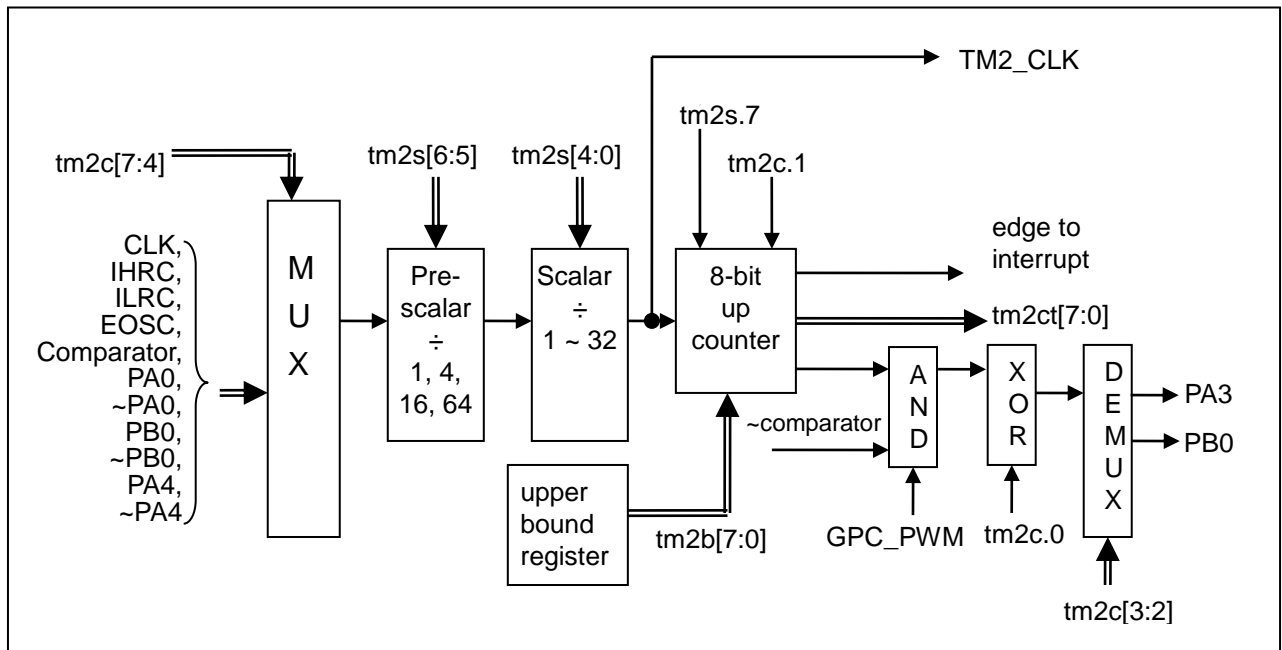 TM2_CLK
tm2s.7
tm2c[7:4]
tm2s[6:5]
tm2s[4:0]
tm2c.1
CLK,
IHRC,
ILRC,
EOSC,
Comparator,
PA0,
~PA0,
PB0,
~PB0,
PA4,
~PA4
M
U
X
Pre-
scalar
÷
1, 4,
16, 64
Scalar
÷
1 ~ 32
8-bit
up
counter
edge to
interrupt
tm2ct[7:0]
~comparator
A
N
D
X
O
R
D
E
M
U
X
PA3
PB0
upper
bound
register
tm2b[7:0]
GPC_PWM
tm2c.0
tm2c[3:2]